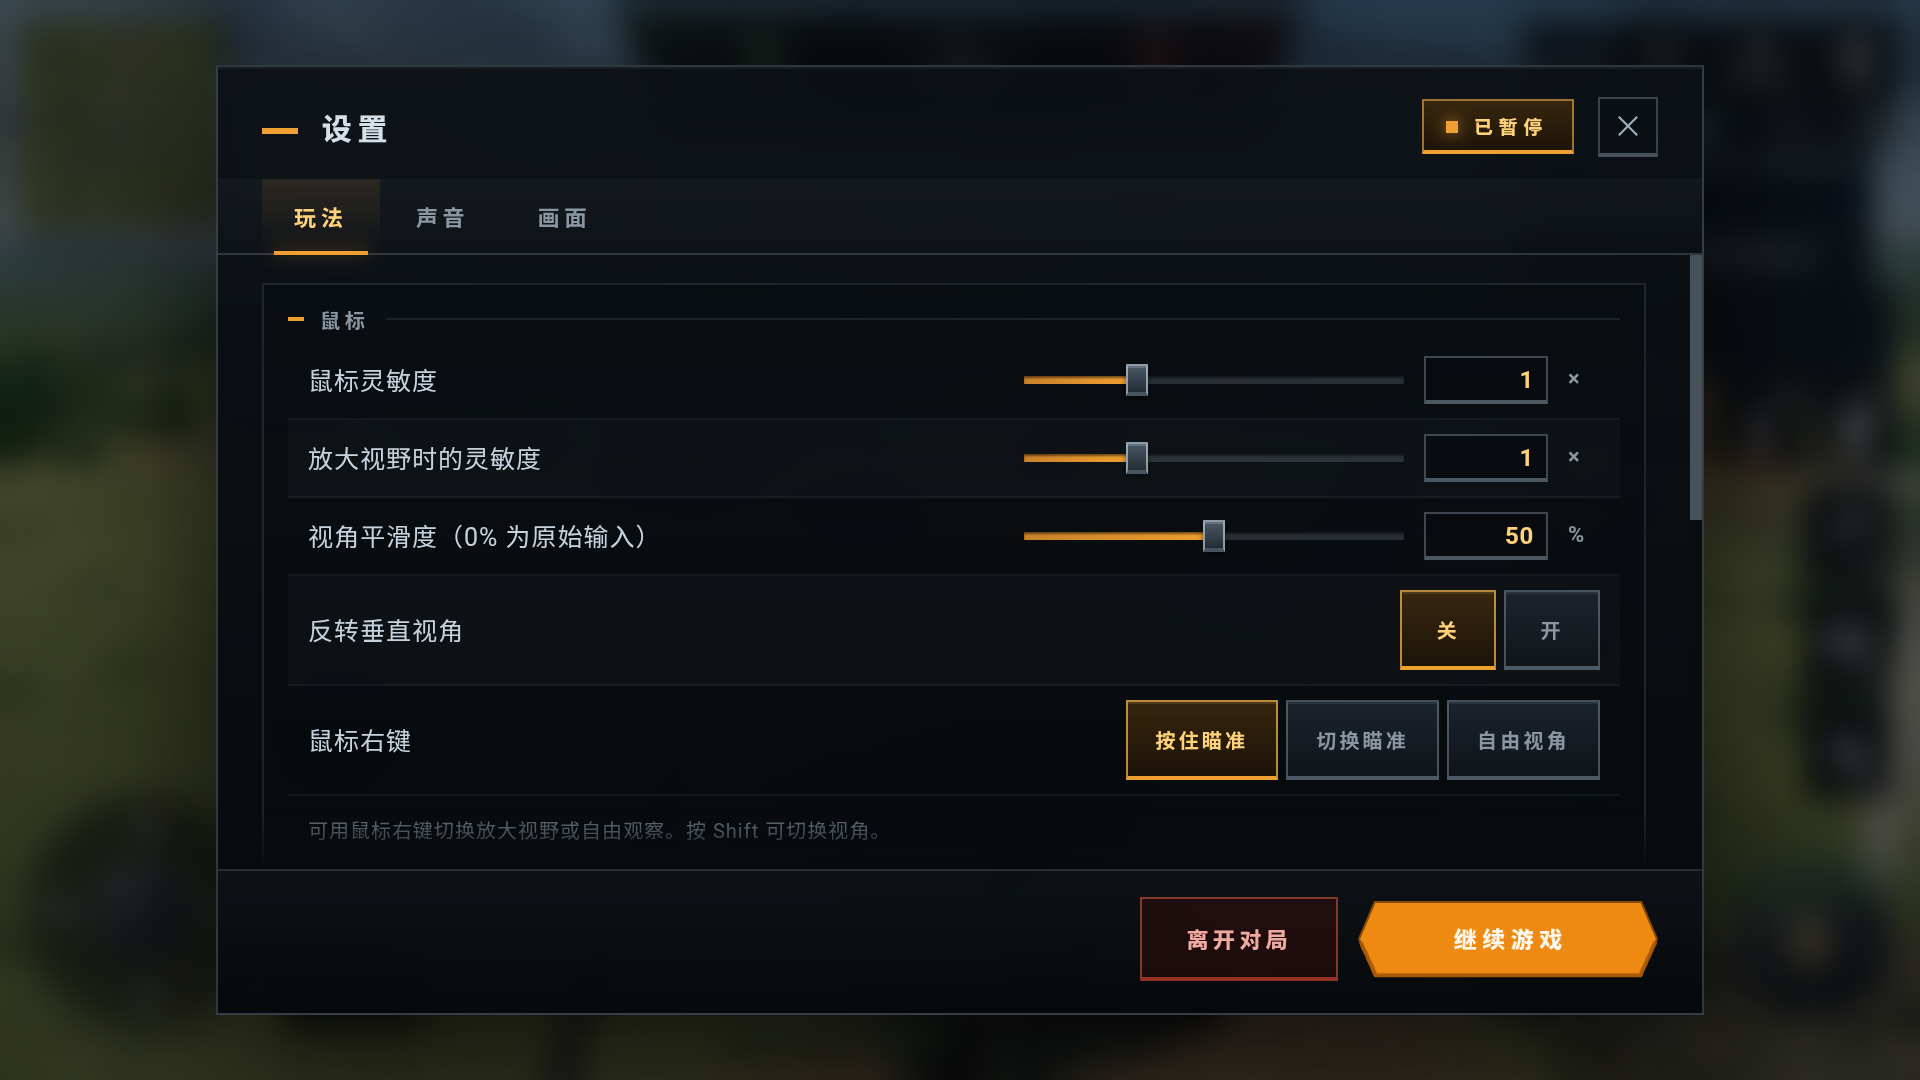 设置
已暂停
玩法 声音 画面
鼠标
鼠标灵敏度 1 ×
放大视野时的灵敏度 1 ×
视角平滑度（0% 为原始输入） 50 %
反转垂直视角 关 开
鼠标右键 按住瞄准 切换瞄准 自由视角
可用鼠标右键切换放大视野或自由观察。按 Shift 可切换视角。
离开对局 继续游戏